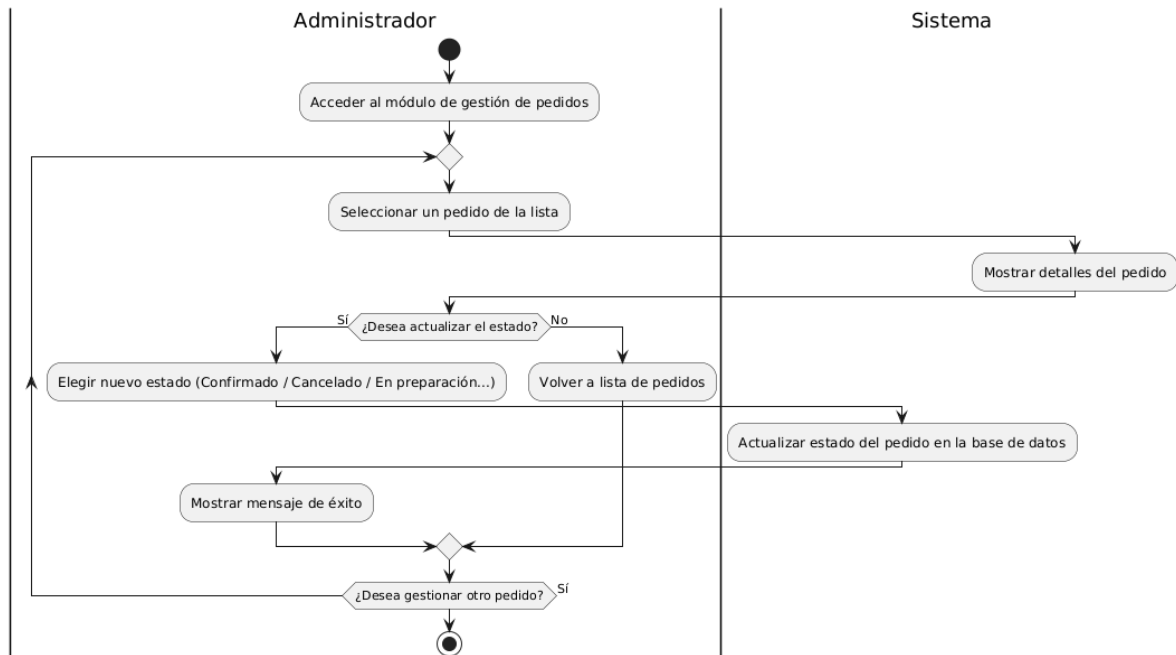 Administrador
Sistema
Acceder al módulo de gestión de pedidos
Seleccionar un pedido de la lista
Mostrar detalles del pedido
Sí
¿Desea actualizar el estado?
No
Elegir nuevo estado (Confirmado / Cancelado / En preparación...)
Volver a lista de pedidos
Actualizar estado del pedido en la base de datos
Mostrar mensaje de éxito
¿Desea gestionar otro pedido?
Sí